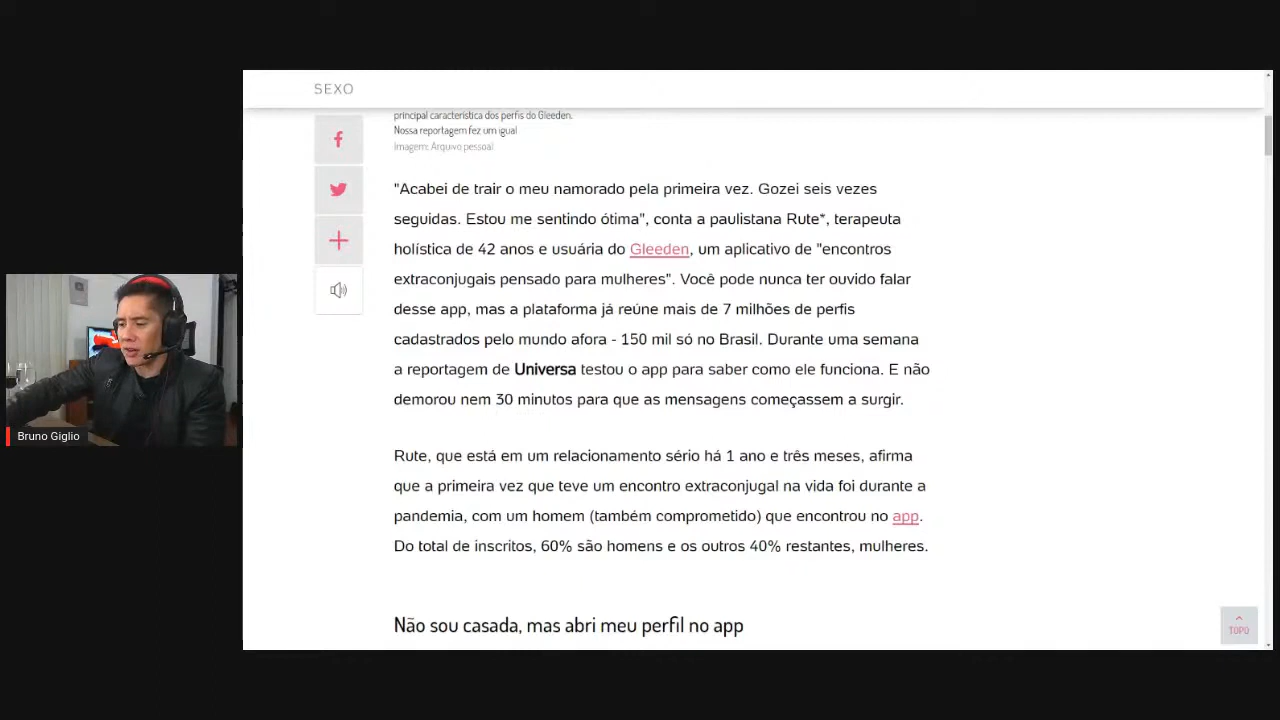 SEXO
principal característica dos perfis do Gleeden.
Nossa reportagem fez um igual
Imagem: Arquivo pessoal
"Acabei de trair o meu namorado pela primeira vez. Gozei seis vezes
seguidas. Estou me sentindo ótima", conta a paulistana Rute*, terapeuta
holística de 42 anos e usuária do Gleeden, um aplicativo de "encontros
extraconjugais pensado para mulheres". Você pode nunca ter ouvido falar
desse app, mas a plataforma já reúne mais de 7 milhões de perfis
cadastrados pelo mundo afora - 150 mil só no Brasil. Durante uma semana
a reportagem de Universa testou o app para saber como ele funciona. E não
demorou nem 30 minutos para que as mensagens começassem a surgir.
Bruno Giglio
Rute, que está em um relacionamento sério há 1 ano e três meses, afirma
que a primeira vez que teve um encontro extraconjugal na vida foi durante a
pandemia, com um homem (também comprometido) que encontrou no app.
Do total de inscritos, 60% são homens e os outros 40% restantes, mulheres.
Não sou casada, mas abri meu perfil no app
TOPO